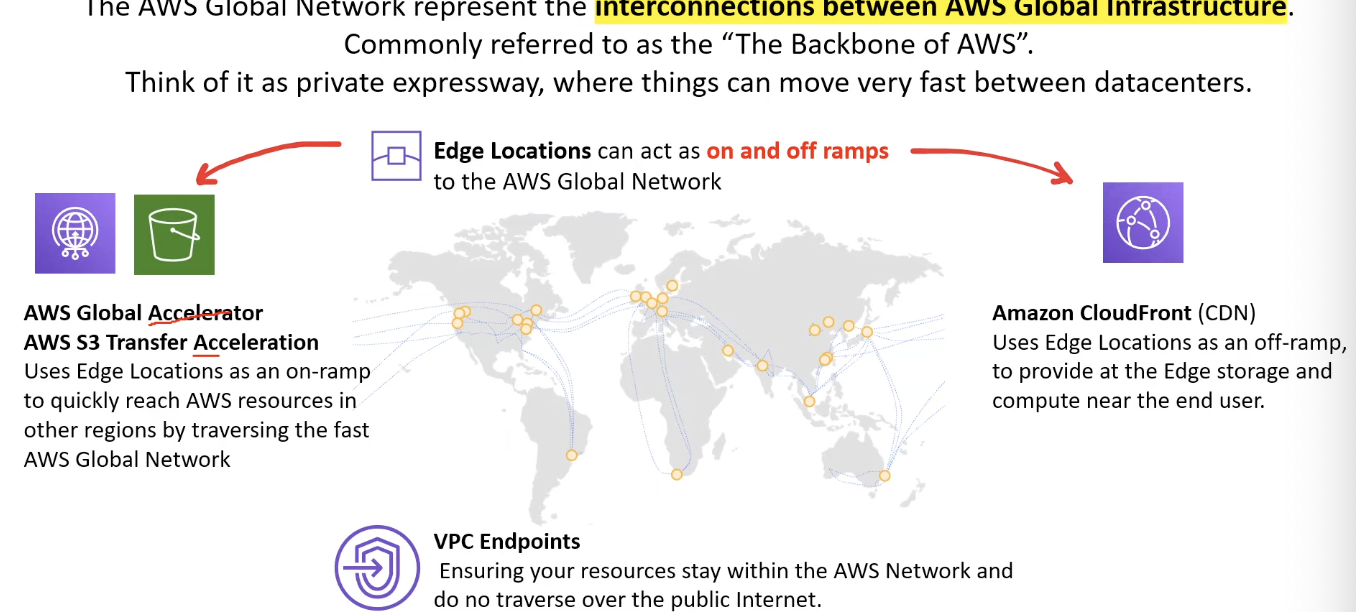 The AWS Global Network represent the interconnections between AWS Global Infrastructure.
Commonly referred to as the “The Backbone of AWS”.
Think of it as private expressway, where things can move very fast between datacenters.
Edge Locations can act as on and off ramps
to the AWS Global Network
AWS Global Accelerator
AWS S3 Transfer Acceleration
Uses Edge Locations as an on-ramp
to quickly reach AWS resources in
other regions by traversing the fast
AWS Global Network
Amazon CloudFront (CDN)
Uses Edge Locations as an off-ramp,
to provide at the Edge storage and
compute near the end user.
VPC Endpoints
Ensuring your resources stay within the AWS Network and
do no traverse over the public Internet.